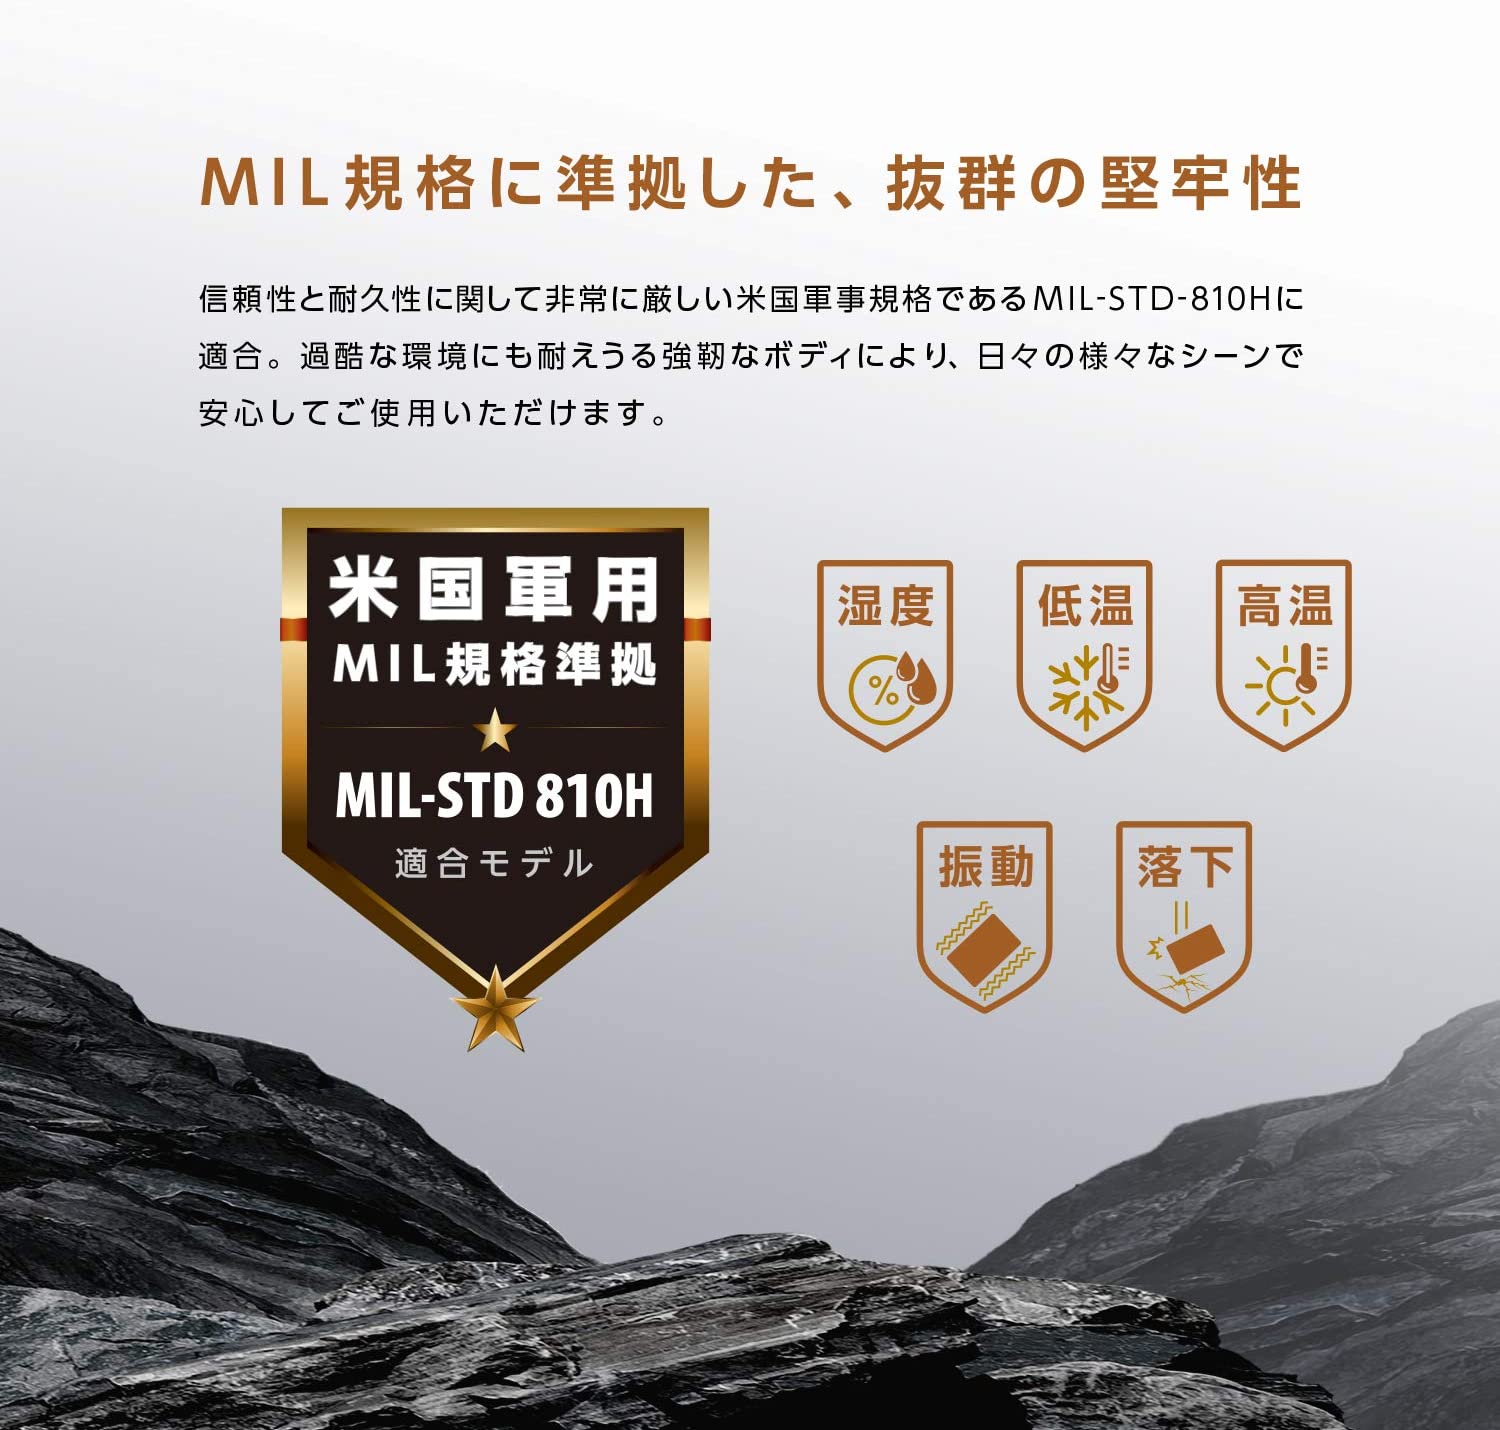 MIL規格に準拠した、抜群の堅牢性
信頼性と耐久性に関して非常に厳しい米国軍事規格であるMIL-STD-810Hに
適合。過酷な環境にも耐えうる強靭なボディにより、日々の様々なシーンで
安心してご使用いただけます。
米国軍用
MIL規格準拠
MIL-STD 810H
適合モデル
湿度
%
低温
高温
振動
落下